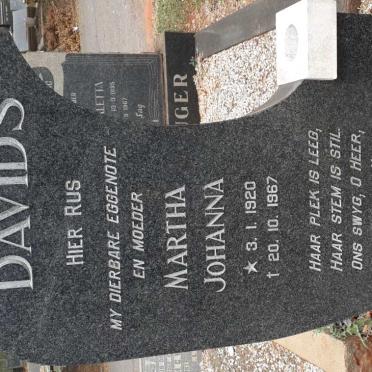 DAVIDS
HIER RUS
MY DIERBARE EGGENOTE
EN MOEDER
MARTHA
JOHANNA
★ 3. 1. 1920
† 20. 10. 1967
HAAR PLEK IS LEEG,
HAAR STEM IS STIL
ONS SWYG, O HEER,